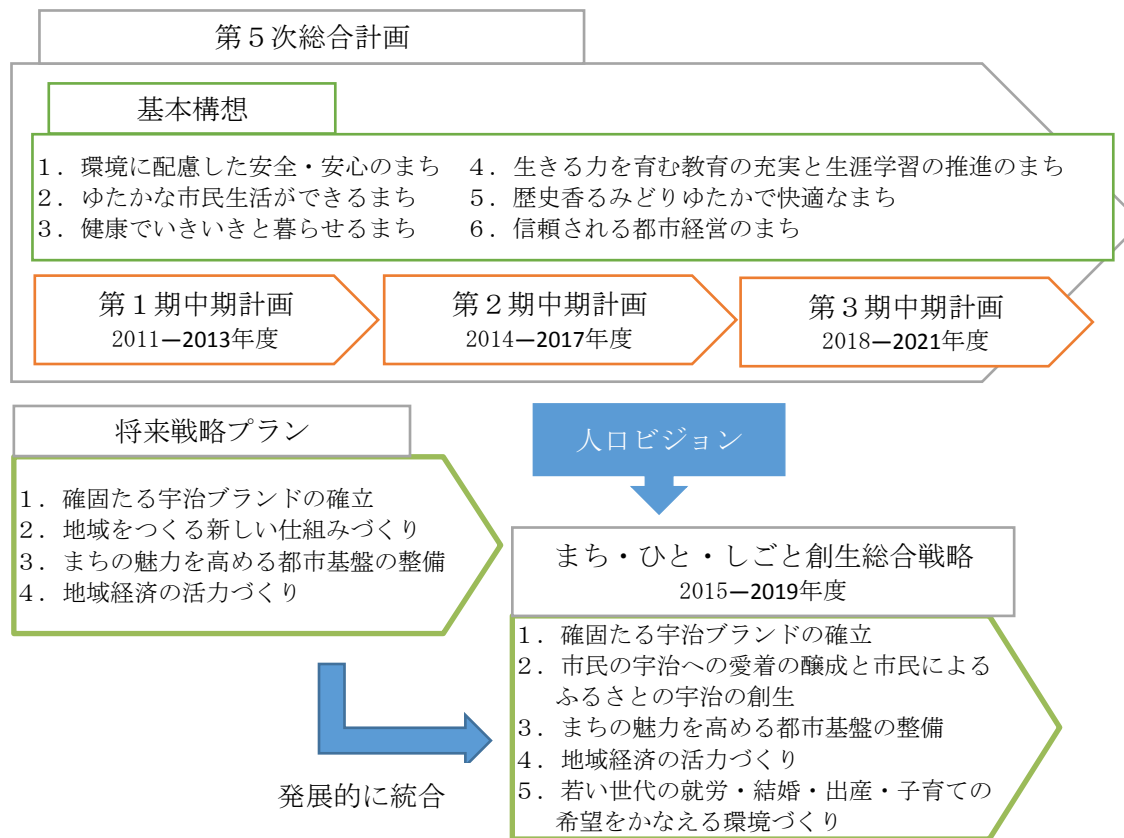 第５次総合計画
基本構想
１．環境に配慮した安全・安心のまち
２．ゆたかな市民生活ができるまち
３．健康でいきいきと暮らせるまち
４．生きる力を育む教育の充実と生涯学習の推進のまち
５．歴史香るみどりゆたかで快適なまち
６．信頼される都市経営のまち
第１期中期計画
2011―2013年度
第２期中期計画
2014―2017年度
第３期中期計画
2018―2021年度
将来戦略プラン
１．確固たる宇治ブランドの確立
２．地域をつくる新しい仕組みづくり
３．まちの魅力を高める都市基盤の整備
４．地域経済の活力づくり
人口ビジョン
まち・ひと・しごと創生総合戦略
2015―2019年度
１．確固たる宇治ブランドの確立
２．市民の宇治への愛着の醸成と市民による
ふるさとの宇治の創生
３．まちの魅力を高める都市基盤の整備
４．地域経済の活力づくり
５．若い世代の就労・結婚・出産・子育ての
希望をかなえる環境づくり
発展的に統合